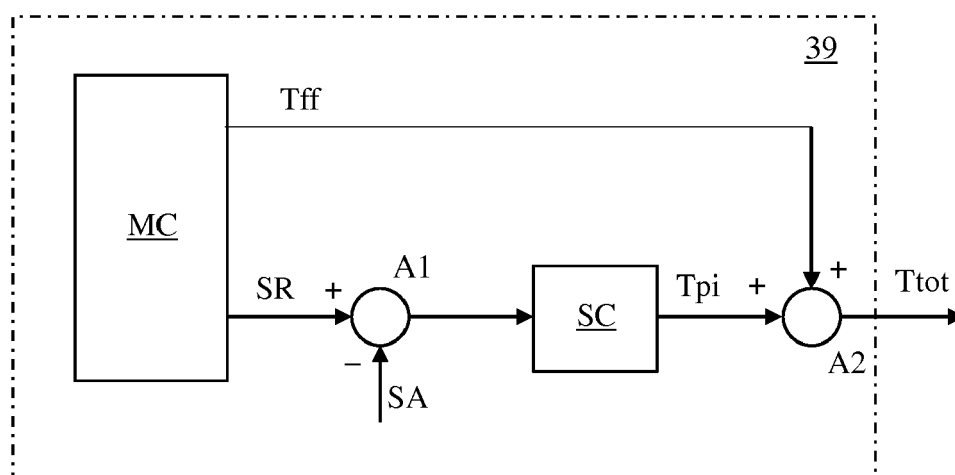 39
Tff
MC
A1
SR
+
−
SA
SC
Tpi
+
+
Ttot
A2